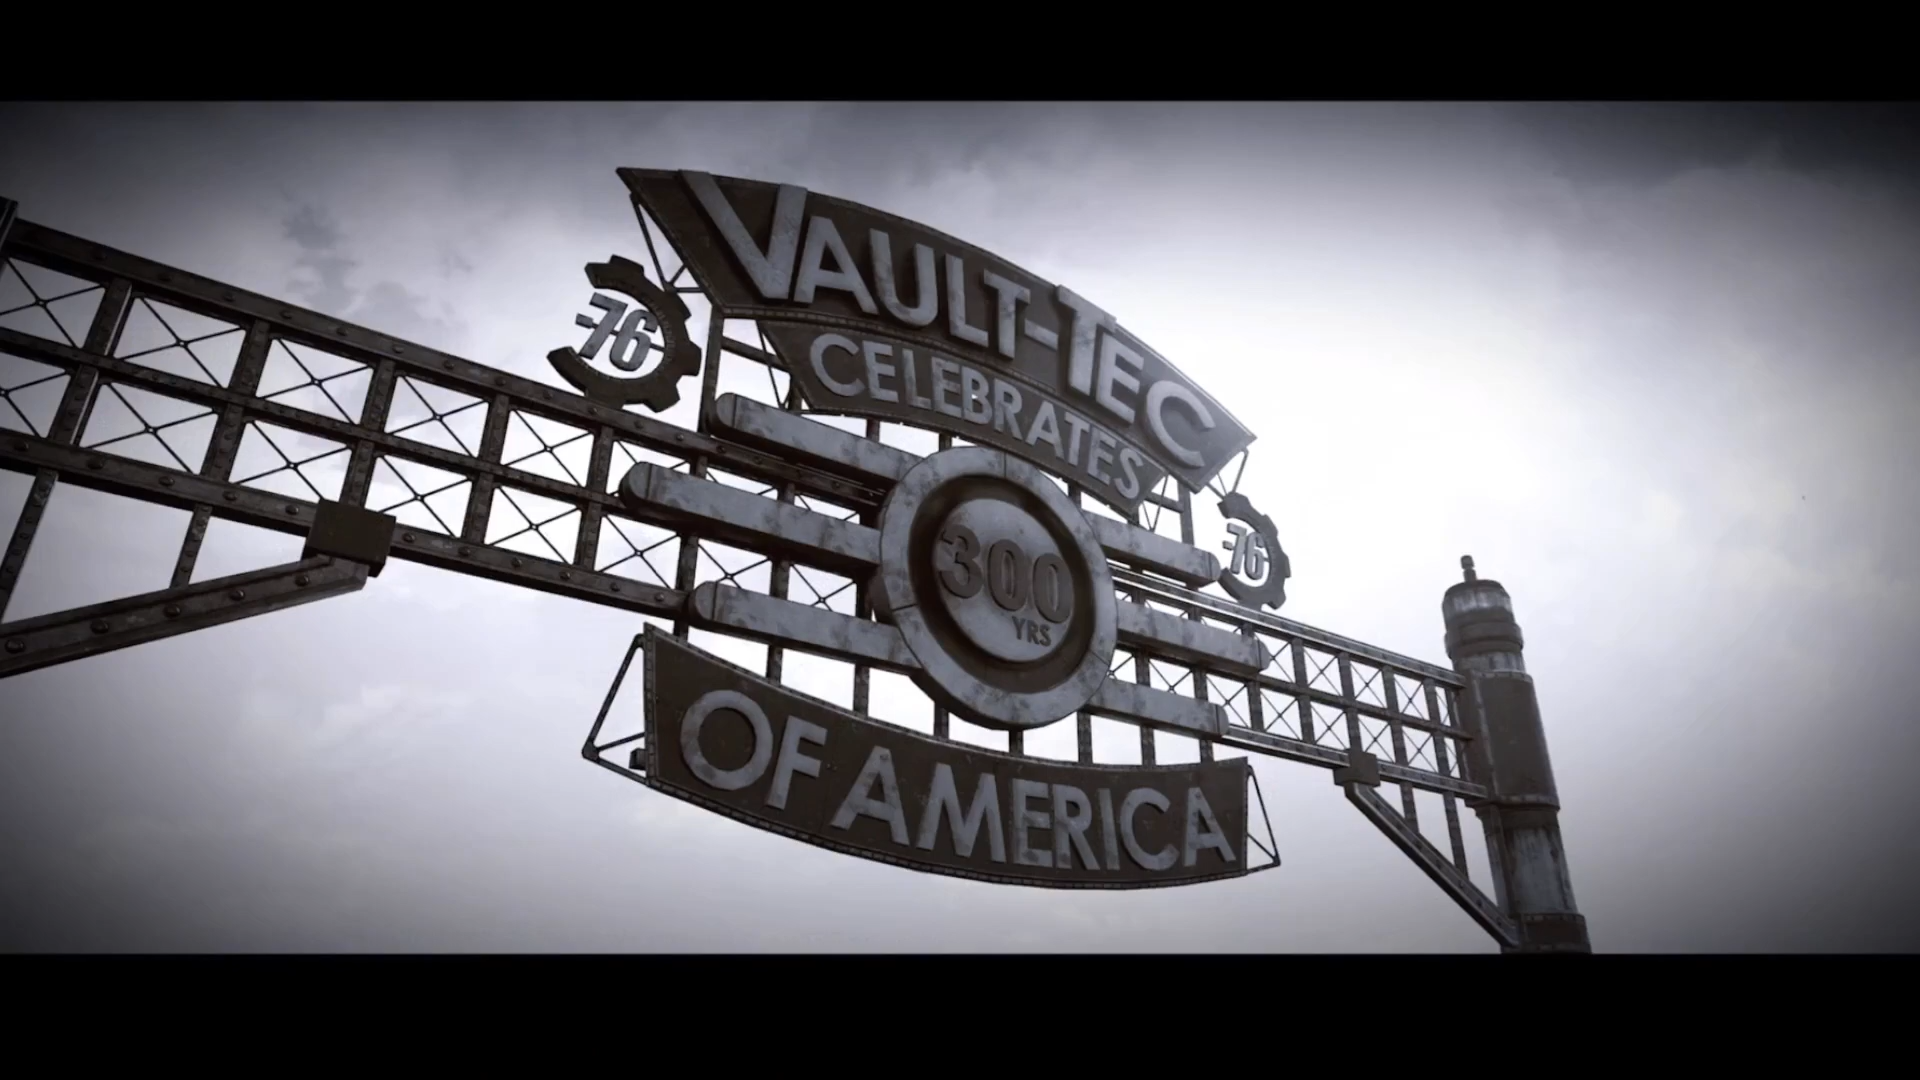 VAULT-TEC
CELEBRATES
76
76
300
YRS
OF AMERICA